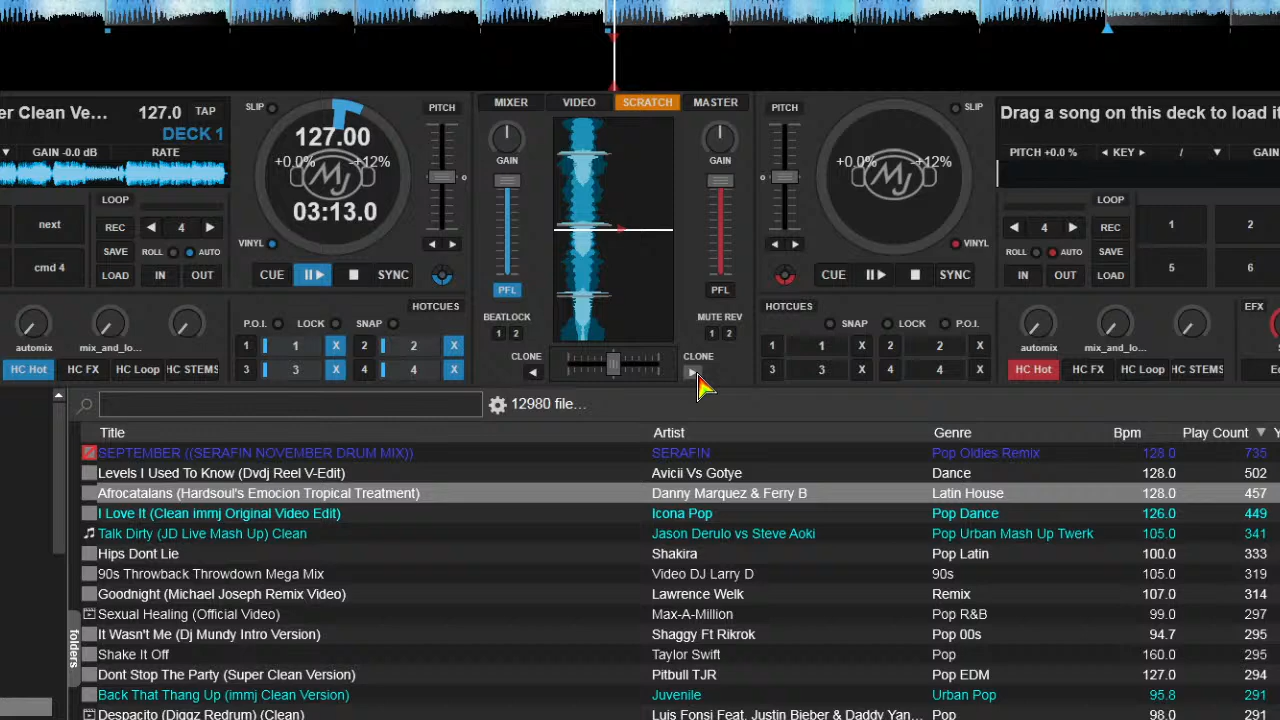 MIXER VIDEO SCRATCH MASTER
er Clean Ve... 127.0 TAP
DECK 1
GAIN -0.0 dB RATE
LOOP
next REC 4
SAVE ROLL AUTO
cmd 4 LOAD IN OUT
SLIP
127.00
+0.0% +12%
MJ
03:13.0
VINYL
PITCH
CUE SYNC
GAIN GAIN
PFL PFL
BEATLOCK MUTE REV
1 2 1 2
CLONE CLONE
PITCH SLIP
+0.0% +12%
MJ
VINYL
CUE SYNC
Drag a song on this deck to load it
PITCH +0.0 % KEY / GAIN
LOOP
4 REC 1 2
ROLL AUTO SAVE
IN OUT LOAD 5 6
automix mix_and_lo...
HC Hot HC FX HC Loop HC STEMS
HOTCUES
P.O.I. LOCK SNAP
1 1 X 2 2 X
3 3 X 4 4 X
HOTCUES
SNAP LOCK P.O.I.
1 1 X 2 2 X
3 3 X 4 4 X
EFX
automix mix_and_lo...
HC Hot HC FX HC Loop HC STEMS
12980 file...
folders
Title Artist Genre Bpm Play Count
SEPTEMBER ((SERAFIN NOVEMBER DRUM MIX)) SERAFIN Pop Oldies Remix 128.0 735
Levels I Used To Know (Dvdj Reel V-Edit) Avicii Vs Gotye Dance 128.0 502
Afrocatalans (Hardsoul's Emocion Tropical Treatment) Danny Marquez & Ferry B Latin House 128.0 457
I Love It (Clean immj Original Video Edit) Icona Pop Pop Dance 126.0 449
Talk Dirty (JD Live Mash Up) Clean Jason Derulo vs Steve Aoki Pop Urban Mash Up Twerk 105.0 341
Hips Dont Lie Shakira Pop Latin 100.0 333
90s Throwback Throwdown Mega Mix Video DJ Larry D 90s 105.0 319
Goodnight (Michael Joseph Remix Video) Lawrence Welk Remix 107.0 314
Sexual Healing (Official Video) Max-A-Million Pop R&B 99.0 297
It Wasn't Me (Dj Mundy Intro Version) Shaggy Ft Rikrok Pop 00s 94.7 295
Shake It Off Taylor Swift Pop 160.0 295
Dont Stop The Party (Super Clean Version) Pitbull TJR Pop EDM 127.0 294
Back That Thang Up (immj Clean Version) Juvenile Urban Pop 95.8 291
Despacito (Diggz Redrum) (Clean) Luis Fonsi Feat. Justin Bieber & Daddy Yan... Pop 98.0 291